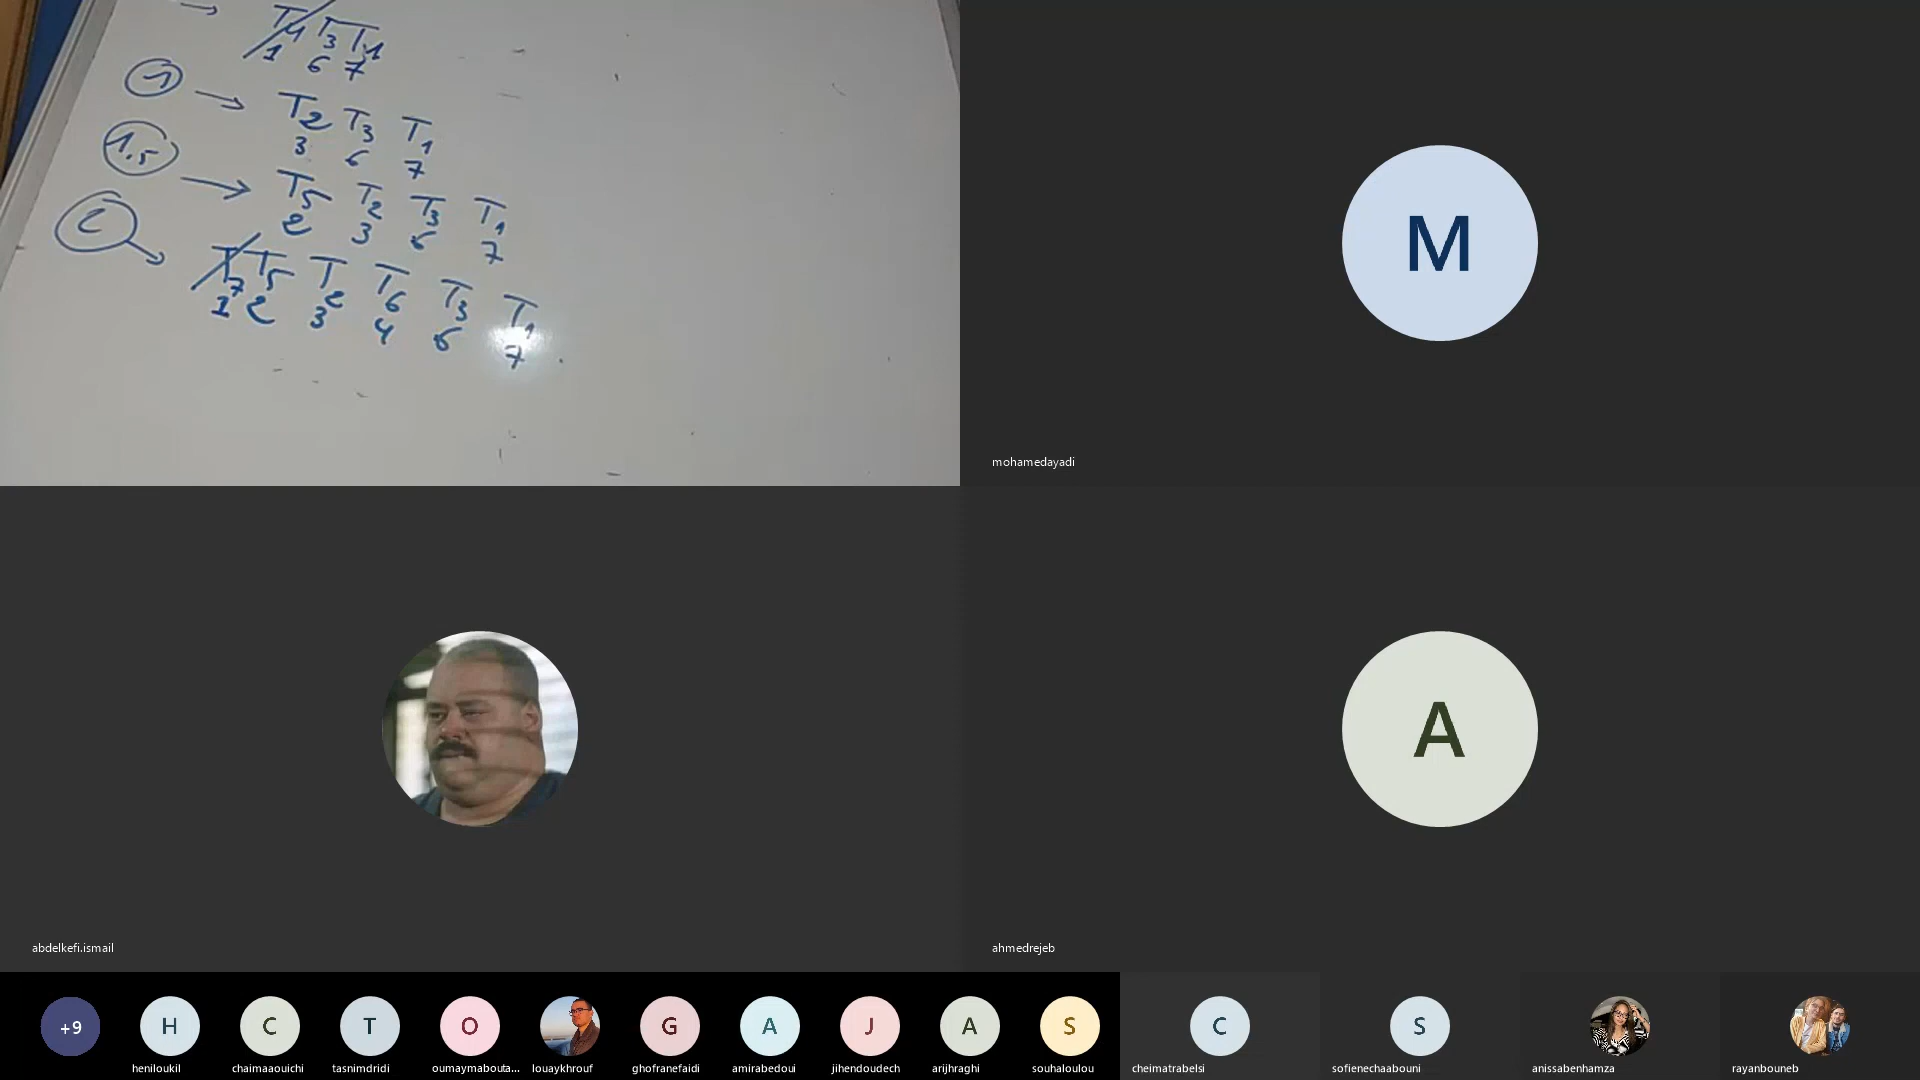 → T4 T3 T1
1 6 7
1 → T2 T3 T1
3 6 7
1.5 → T5 T2 T3 T1
2 3 6 7
2 → T7 T5 T2 T6 T3 T1
1 2 3 4 6 7
M
mohamedayadi
A
abdelkefi.ismail
ahmedrejeb
+9 H C T O G A J A S C S
heniloukil chaimaaouichi tasnimdridi oumaymabouta... louaykhrouf ghofranefaidi amirabedoui jihendoudech arijhraghi souhaloulou cheimatrabelsi sofienechaabouni anissabenhamza rayanbouneb